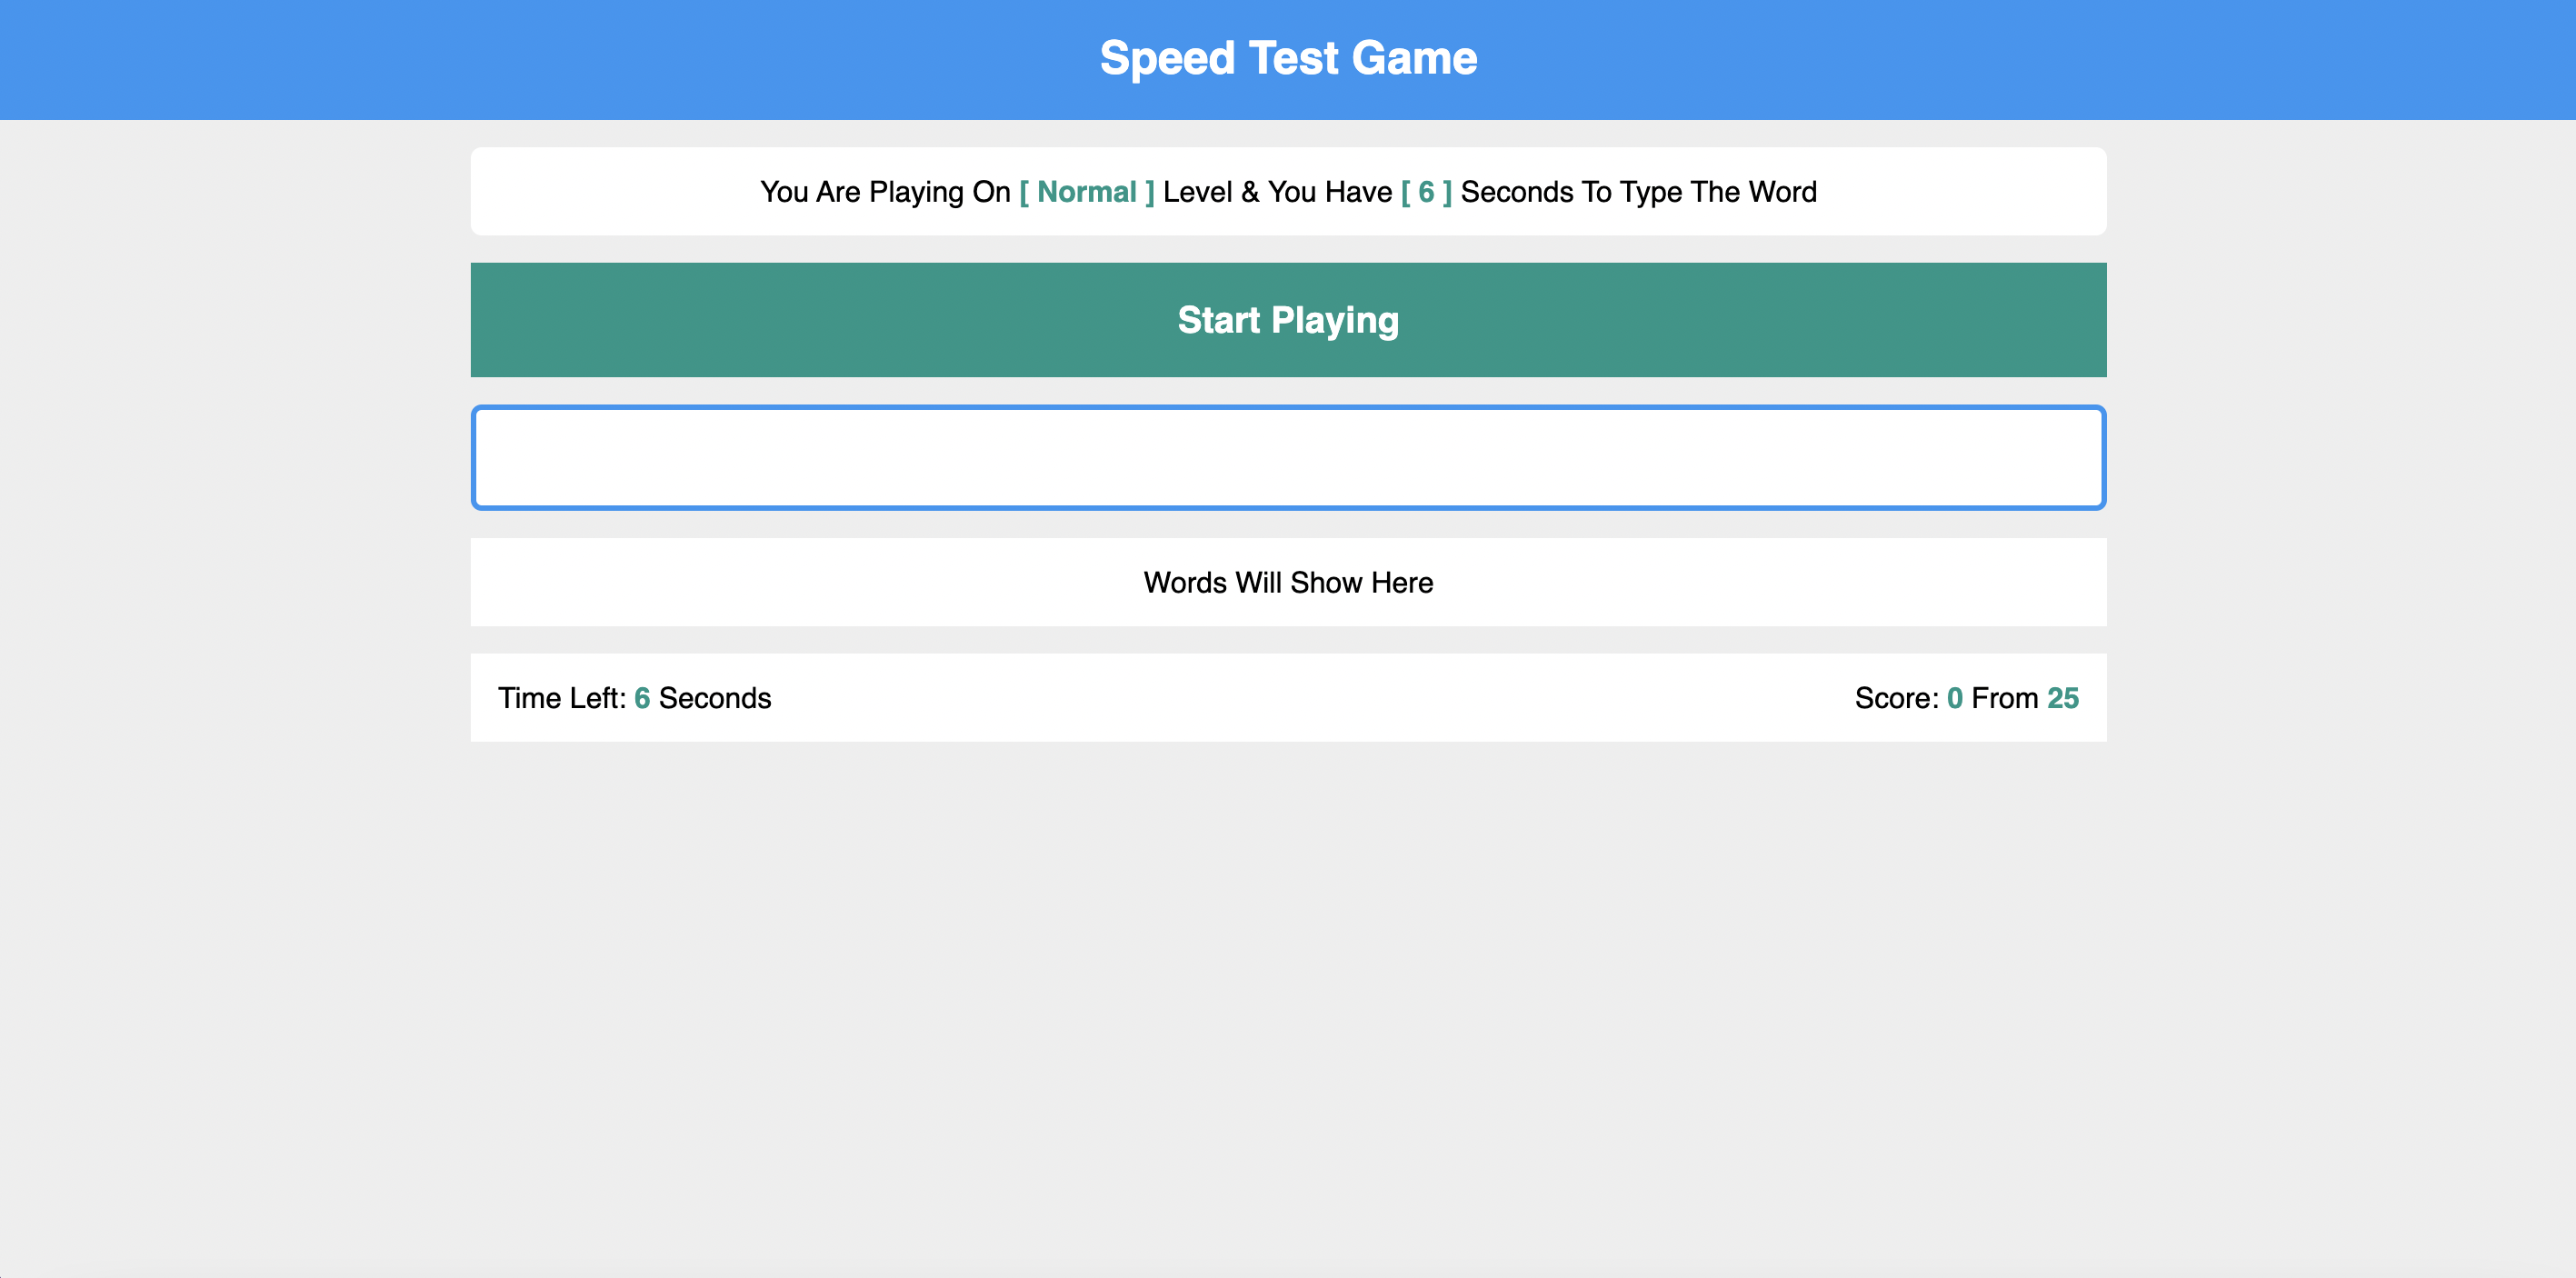 Speed Test Game
You Are Playing On [ Normal ] Level & You Have [ 6 ] Seconds To Type The Word
Start Playing
Words Will Show Here
Time Left: 6 Seconds
Score: 0 From 25